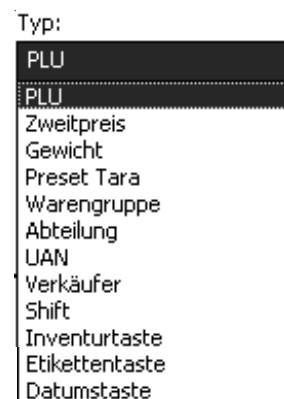 Typ:
PLU
PLU
Zweitpreis
Gewicht
Preset Tara
Warengruppe
Abteilung
UAN
Verkäufer
Shift
Inventurtaste
Etikettentaste
Datumstaste